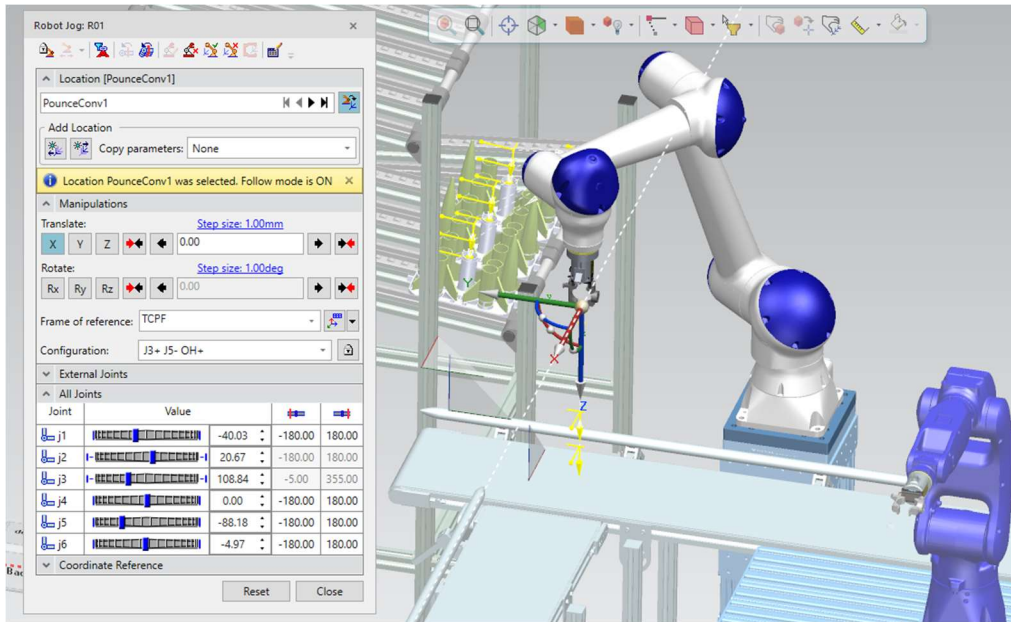 Robot Jog: R01
Location [PounceConv1]
PounceConv1
Add Location
Copy parameters: None
Location PounceConv1 was selected. Follow mode is ON
Manipulations
Translate: Step size: 1.00mm
X Y Z 0.00
Rotate: Step size: 1.00deg
Rx Ry Rz 0.00
Frame of reference: TCPF
Configuration: J3+ J5- OH+
External Joints
All Joints
Joint Value
j1 -40.03 -180.00 180.00
j2 20.67 -180.00 180.00
j3 108.84 -5.00 355.00
j4 0.00 -180.00 180.00
j5 -88.18 -180.00 180.00
j6 -4.97 -180.00 180.00
Coordinate Reference
Reset Close
Y
X
Z